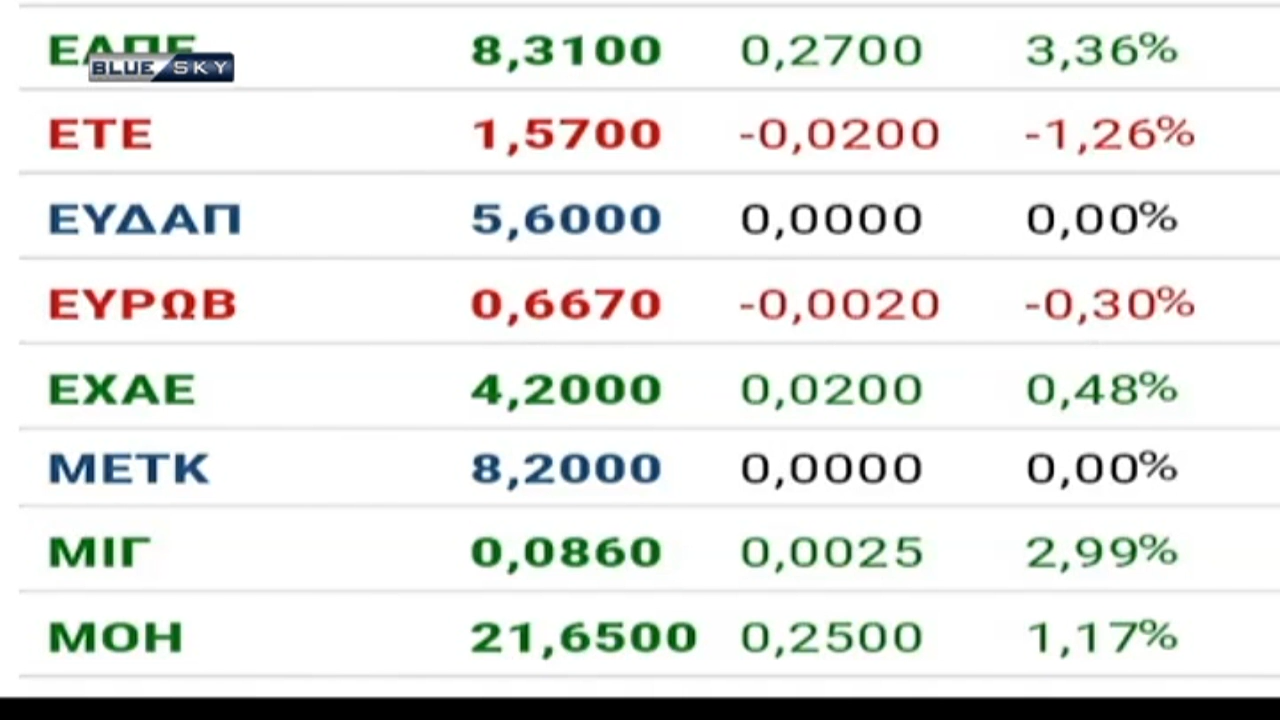 ΕΛΠΕ 8,3100 0,2700 3,36%
BLUE SKY
ΕΤΕ 1,5700 -0,0200 -1,26%
ΕΥΔΑΠ 5,6000 0,0000 0,00%
ΕΥΡΩΒ 0,6670 -0,0020 -0,30%
ΕΧΑΕ 4,2000 0,0200 0,48%
ΜΕΤΚ 8,2000 0,0000 0,00%
ΜΙΓ 0,0860 0,0025 2,99%
ΜΟΗ 21,6500 0,2500 1,17%